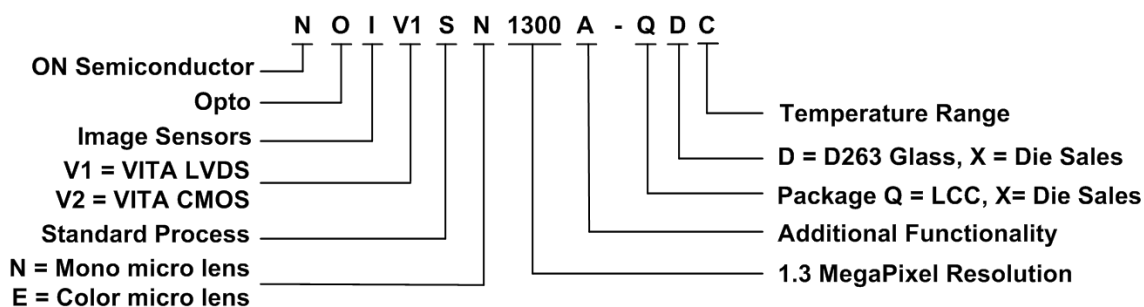 N O I V1 S N 1300 A - Q D C
ON Semiconductor
Opto
Image Sensors
V1 = VITA LVDS
V2 = VITA CMOS
Standard Process
N = Mono micro lens
E = Color micro lens
Temperature Range
D = D263 Glass, X = Die Sales
Package Q = LCC, X= Die Sales
Additional Functionality
1.3 MegaPixel Resolution